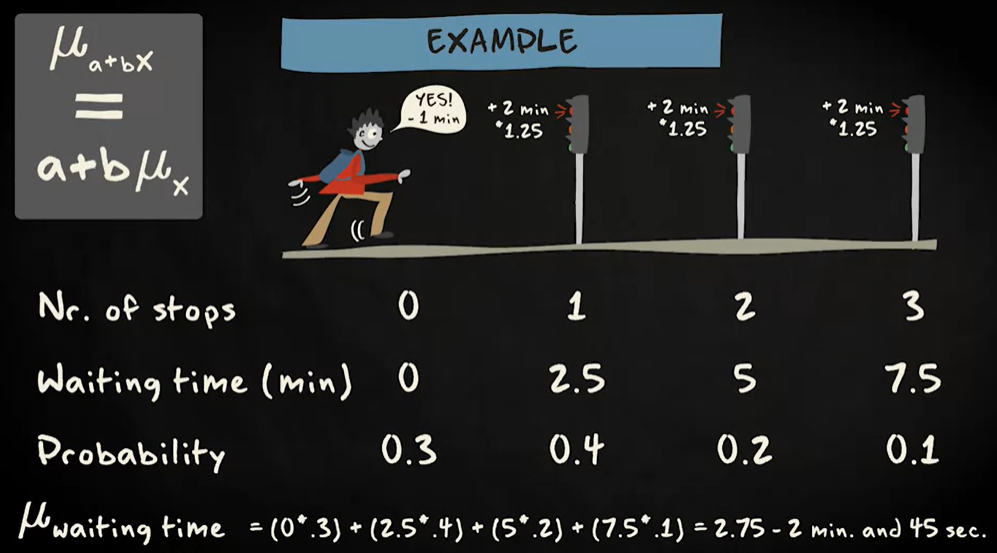 μa+bX
=
a+bμx
EXAMPLE
YES!
- 1 min
+ 2 min
*1.25
+ 2 min
*1.25
+ 2 min
*1.25
Nr. of stops 0 1 2 3
Waiting time (min) 0 2.5 5 7.5
Probability 0.3 0.4 0.2 0.1
μwaiting time = (0*.3) + (2.5*.4) + (5*.2) + (7.5*.1) = 2.75 - 2 min. and 45 sec.